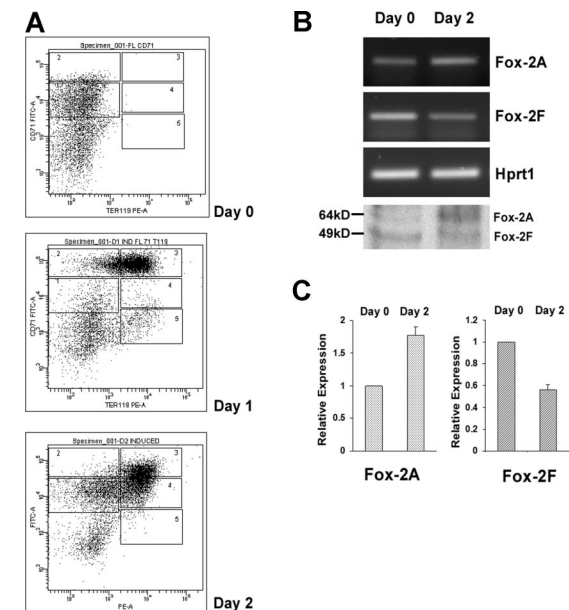 A
Specimen_001-FL CD71
2
3
4
5
CD71 FITC-A
TER119 PE-A
Day 0
Specimen_001-D1 IND FL 71 T119
2
3
1
4
5
CD71 FITC-A
TER119 PE-A
Day 1
Specimen_001-D2 INDUCED
2
3
4
5
FITC-A
PE-A
Day 2
B
Day 0 Day 2
Fox-2A
Fox-2F
Hprt1
64kD
Fox-2A
49kD
Fox-2F
C
Relative Expression
2
1.5
1
0.5
0
Day 0 Day 2
Fox-2A
Relative Expression
1.2
1
0.8
0.6
0.4
0.2
0
Day 0 Day 2
Fox-2F